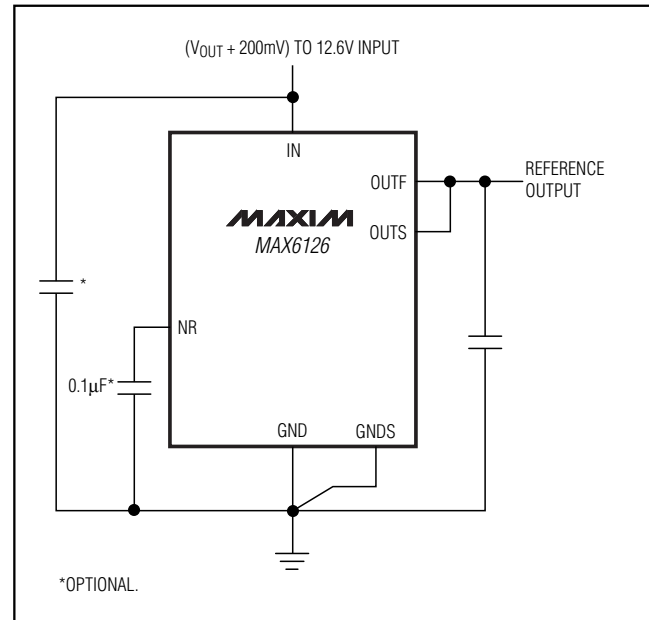 (VOUT + 200mV) TO 12.6V INPUT
IN
OUTF
REFERENCE
OUTPUT
MAXIM
OUTS
MAX6126
*
NR
0.1µF*
GND
GNDS
*OPTIONAL.